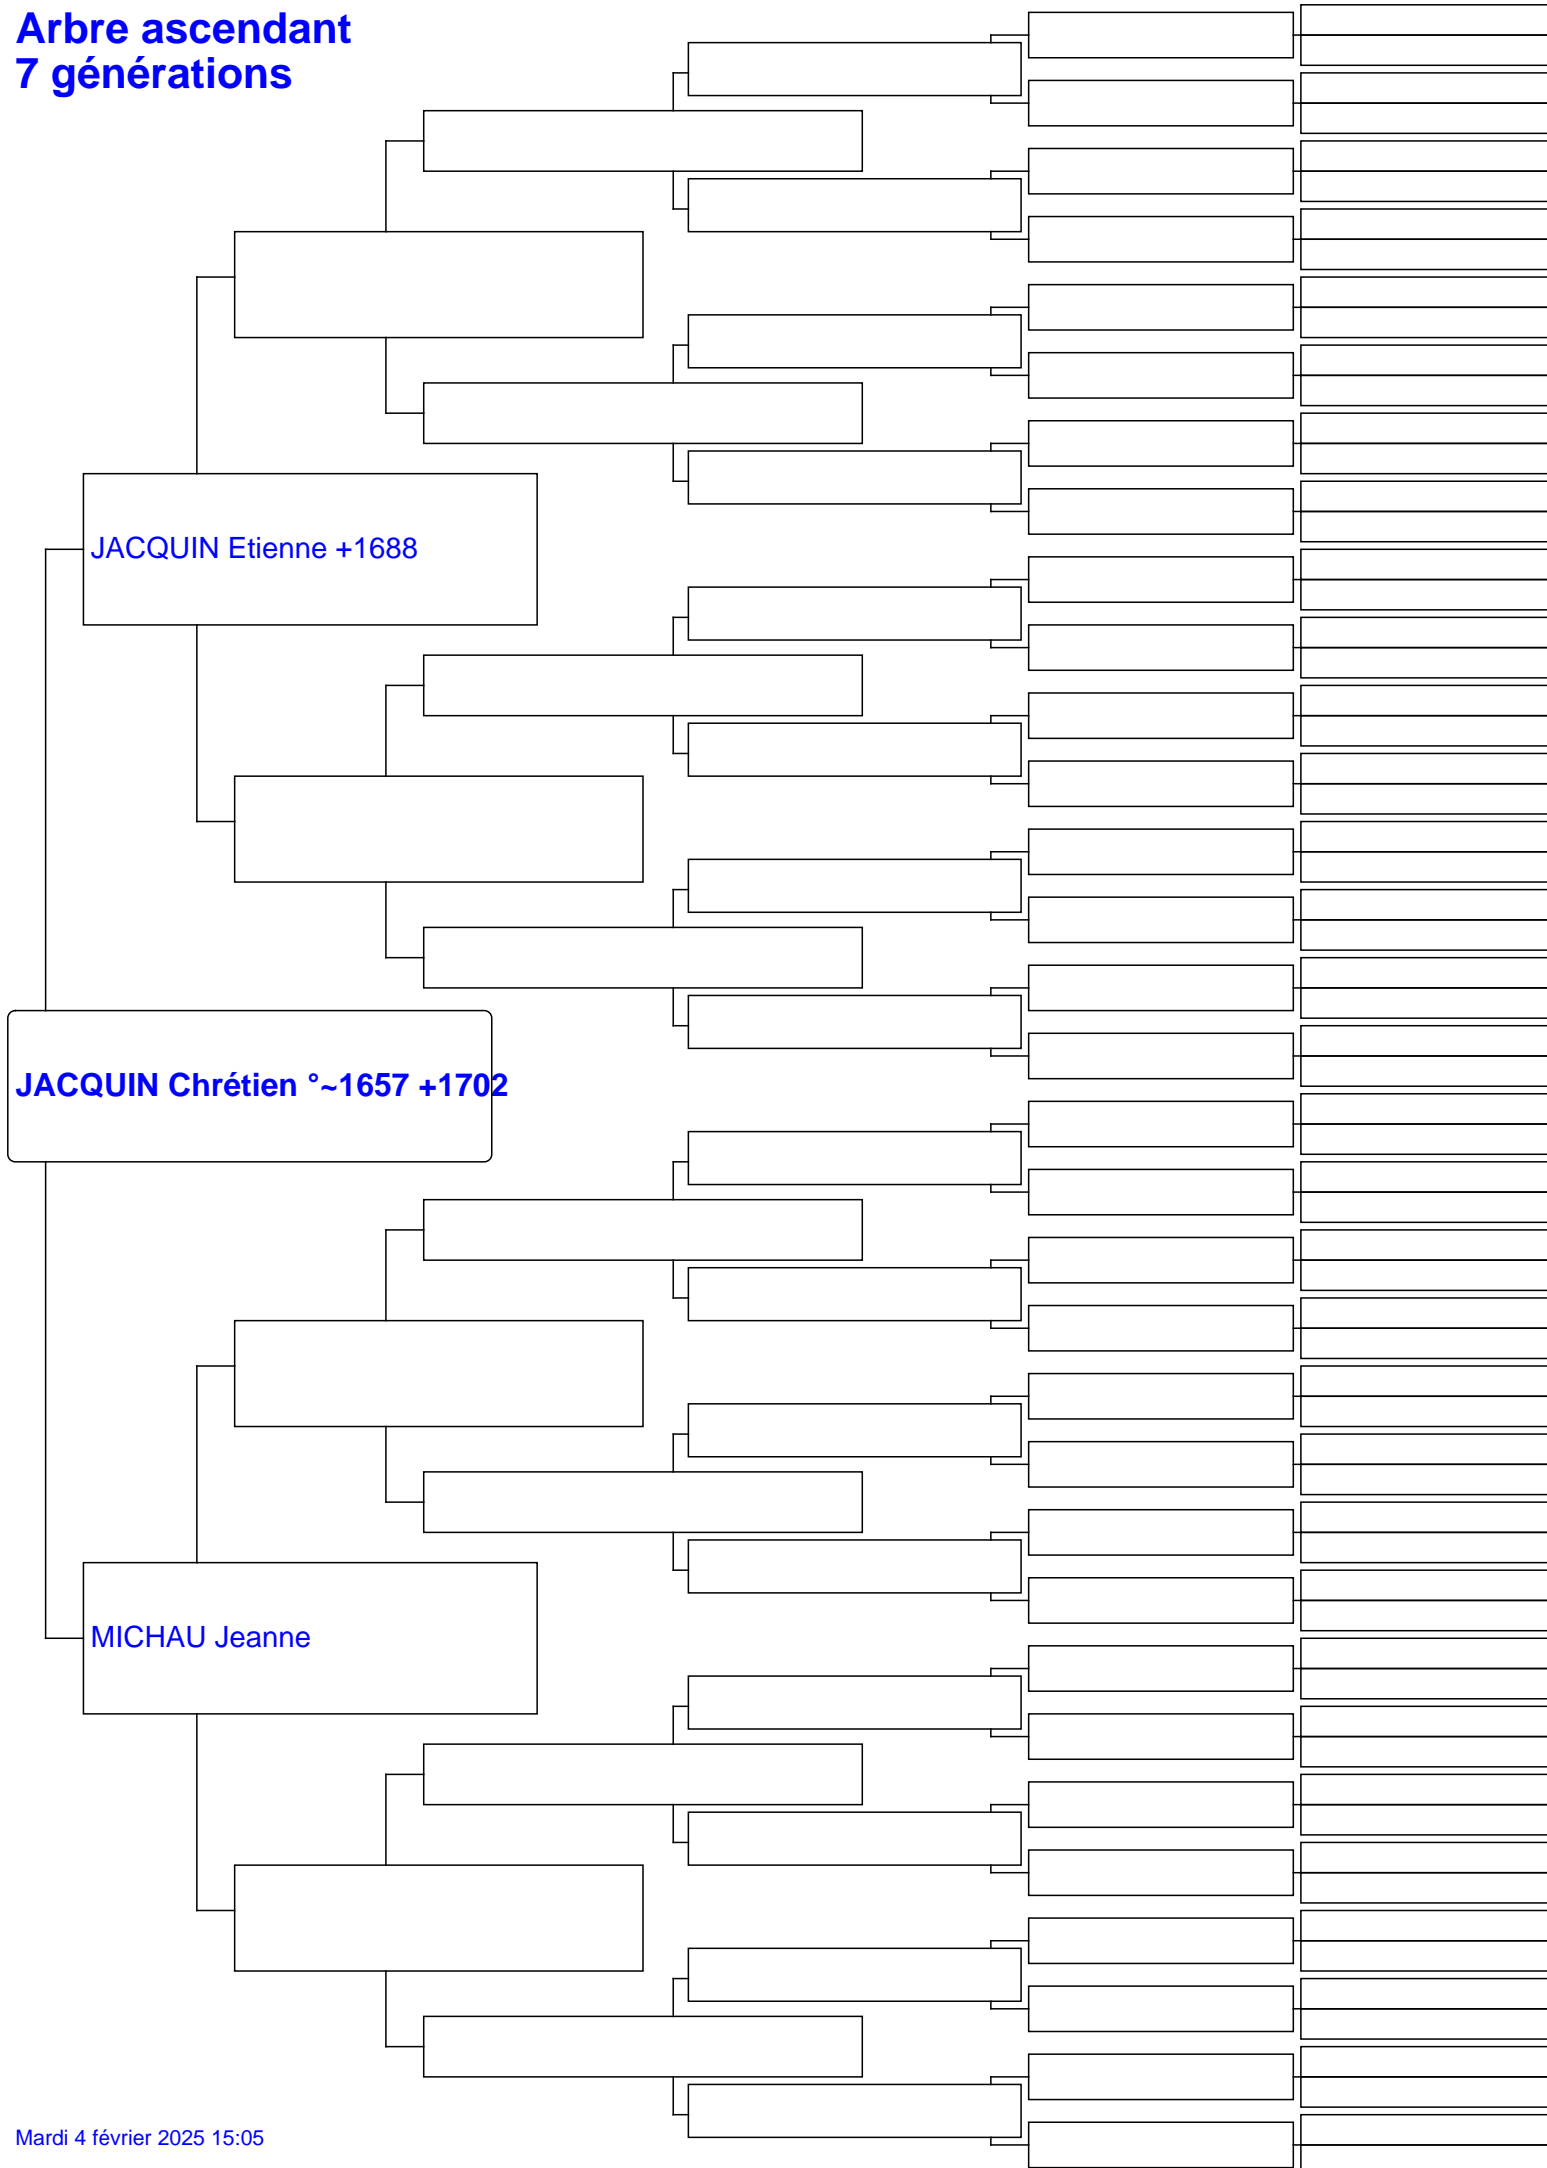 Arbre ascendant
7 générations
JACQUIN Etienne +1688
JACQUIN Chrétien °~1657 +1702
MICHAU Jeanne
Mardi 4 février 2025 15:05